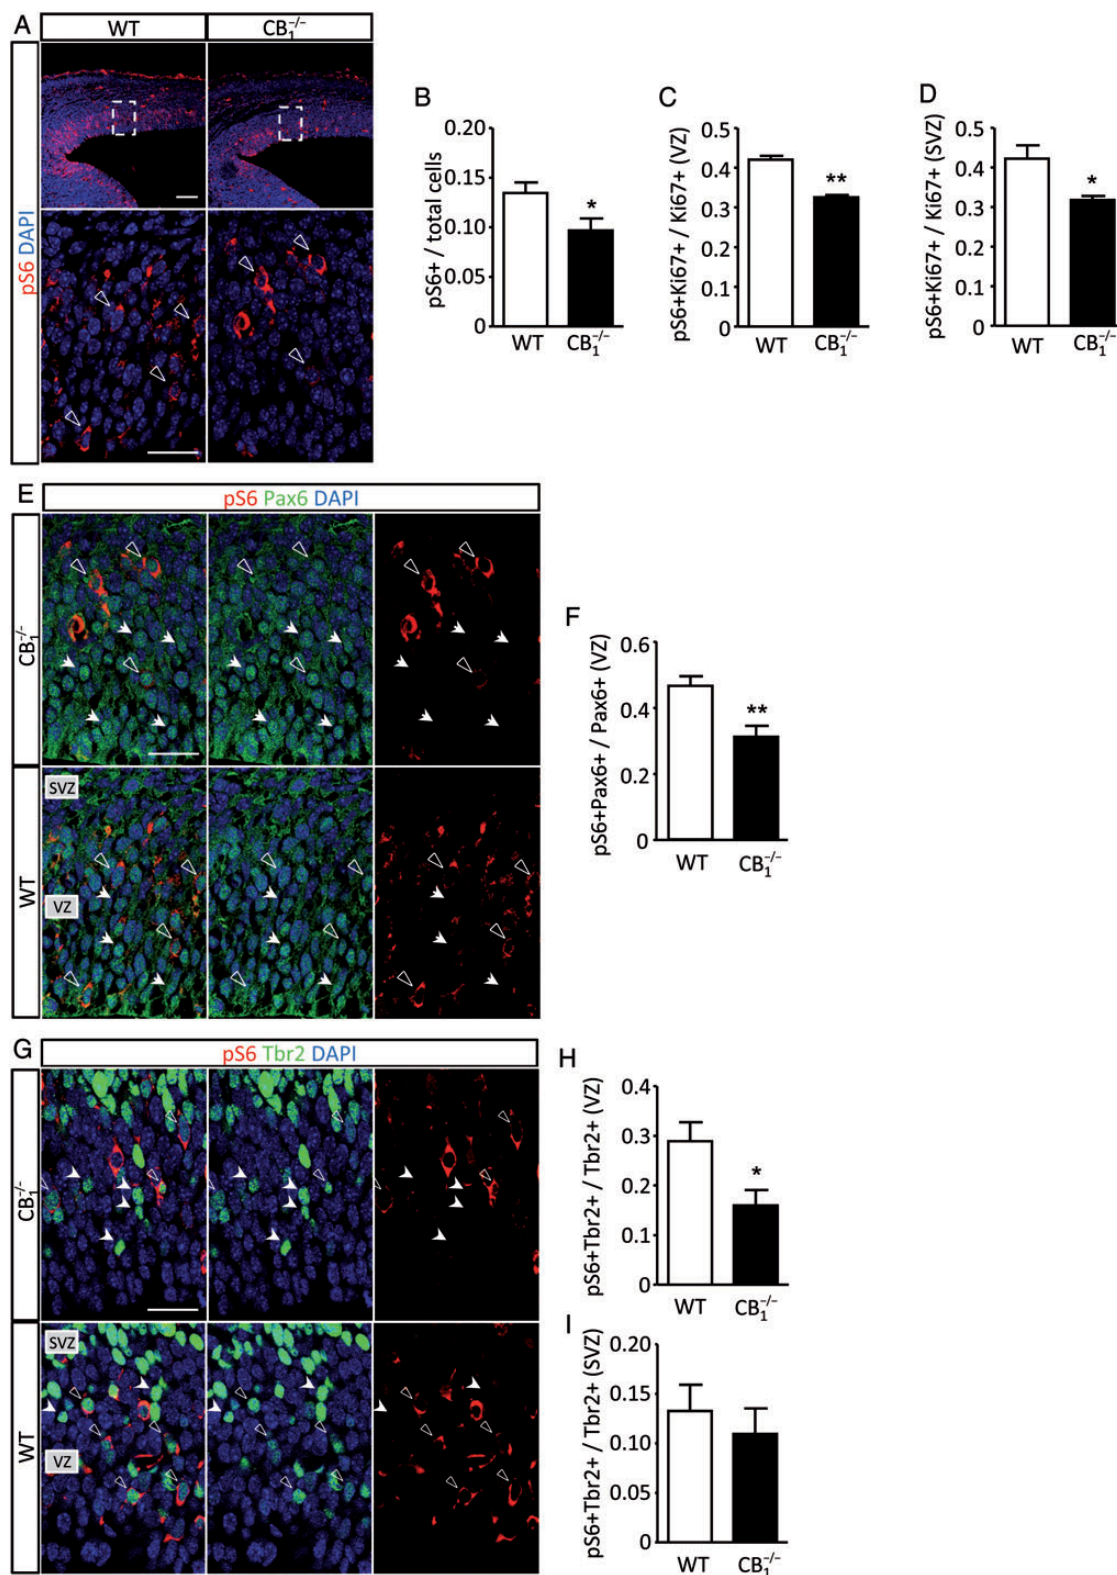 A
WT
CB₁⁻/⁻
pS6 DAPI
B
pS6+ / total cells
0.20
0.15
0.10
0.05
0
*
WT
CB₁⁻/⁻
C
pS6+Ki67+ / Ki67+ (VZ)
0.5
0.4
0.3
0.2
0.1
0
**
WT
CB₁⁻/⁻
D
pS6+Ki67+ / Ki67+ (SVZ)
0.5
0.4
0.3
0.2
0.1
0
*
WT
CB₁⁻/⁻
E
pS6 Pax6 DAPI
CB₁⁻/⁻
WT
SVZ
VZ
F
pS6+Pax6+ / Pax6+ (VZ)
0.6
0.4
0.2
0
**
WT
CB₁⁻/⁻
G
pS6 Tbr2 DAPI
CB₁⁻/⁻
WT
SVZ
VZ
H
pS6+Tbr2+ / Tbr2+ (VZ)
0.4
0.3
0.2
0.1
0
*
WT
CB₁⁻/⁻
I
pS6+Tbr2+ / Tbr2+ (SVZ)
0.20
0.15
0.10
0.05
0
WT
CB₁⁻/⁻